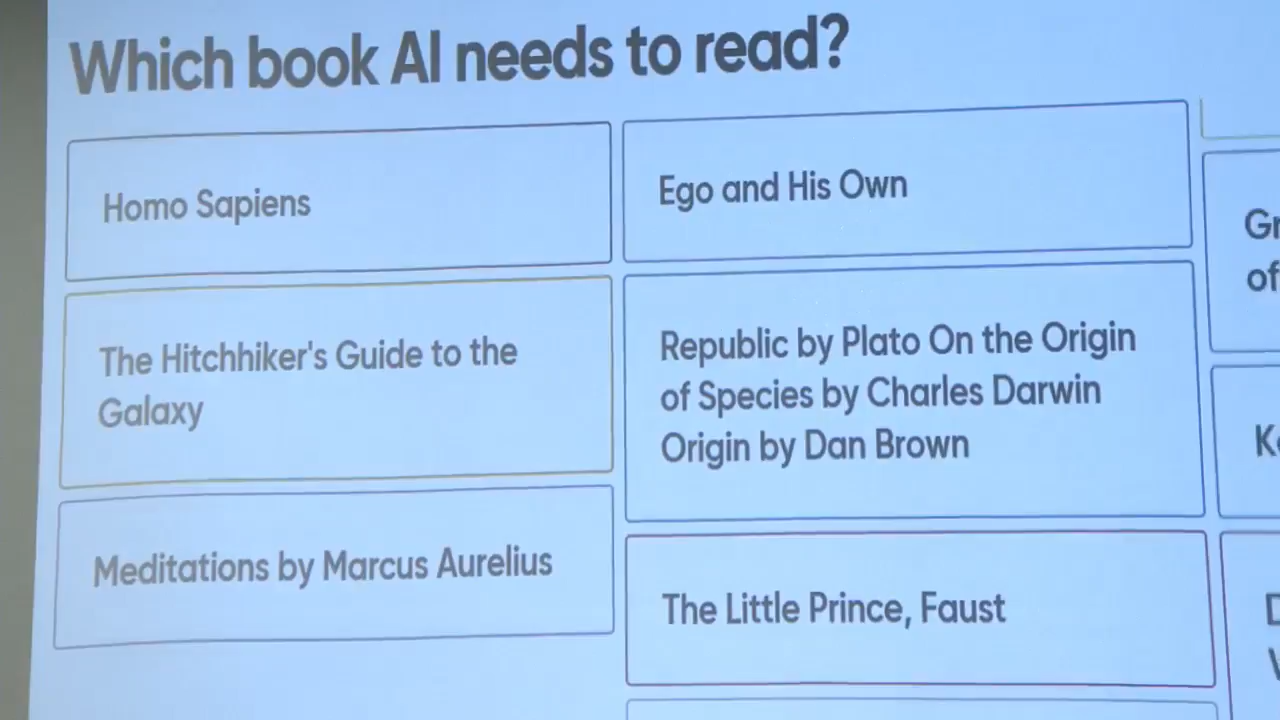 Which book AI needs to read?
Homo Sapiens
The Hitchhiker's Guide to the
Galaxy
Meditations by Marcus Aurelius
Ego and His Own
Republic by Plato On the Origin
of Species by Charles Darwin
Origin by Dan Brown
The Little Prince, Faust
of